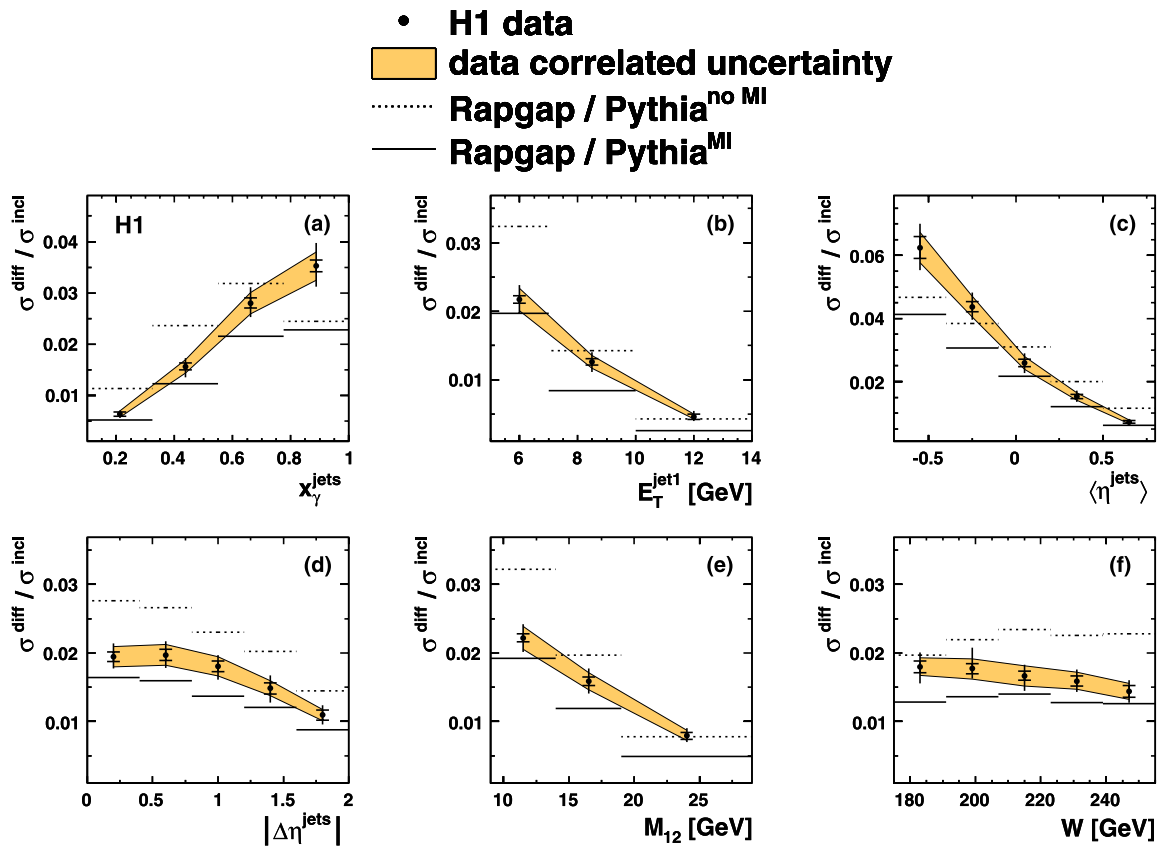 H1 data
data correlated uncertainty
Rapgap / Pythia^no MI
Rapgap / Pythia^MI
H1
(a)
σ^diff / σ^incl
0.04
0.03
0.02
0.01
0.2 0.4 0.6 0.8 1
x_γ^jets
(b)
σ^diff / σ^incl
0.03
0.02
0.01
6 8 10 12 14
E_T^jet1 [GeV]
(c)
σ^diff / σ^incl
0.06
0.04
0.02
-0.5 0 0.5
⟨η^jets⟩
(d)
σ^diff / σ^incl
0.03
0.02
0.01
0 0.5 1 1.5 2
|Δη^jets|
(e)
σ^diff / σ^incl
0.03
0.02
0.01
10 15 20 25
M_12 [GeV]
(f)
σ^diff / σ^incl
0.03
0.02
0.01
180 200 220 240
W [GeV]